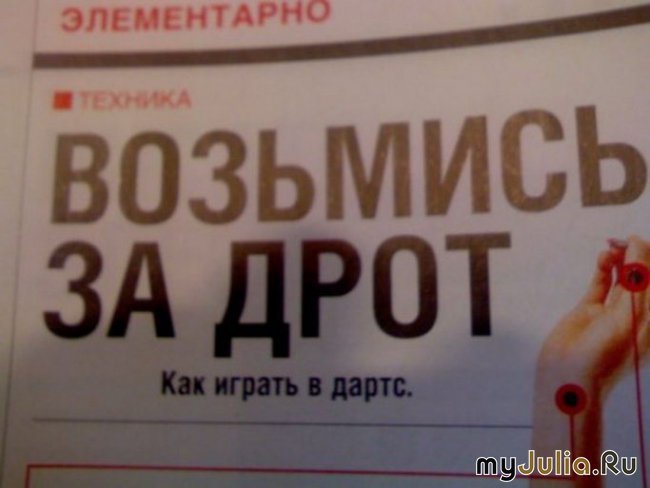 ЭЛЕМЕНТАРНО
ТЕХНИКА
ВОЗЬМИСЬ
ЗА ДРОТ
Как играть в дартс.
myJulia.Ru